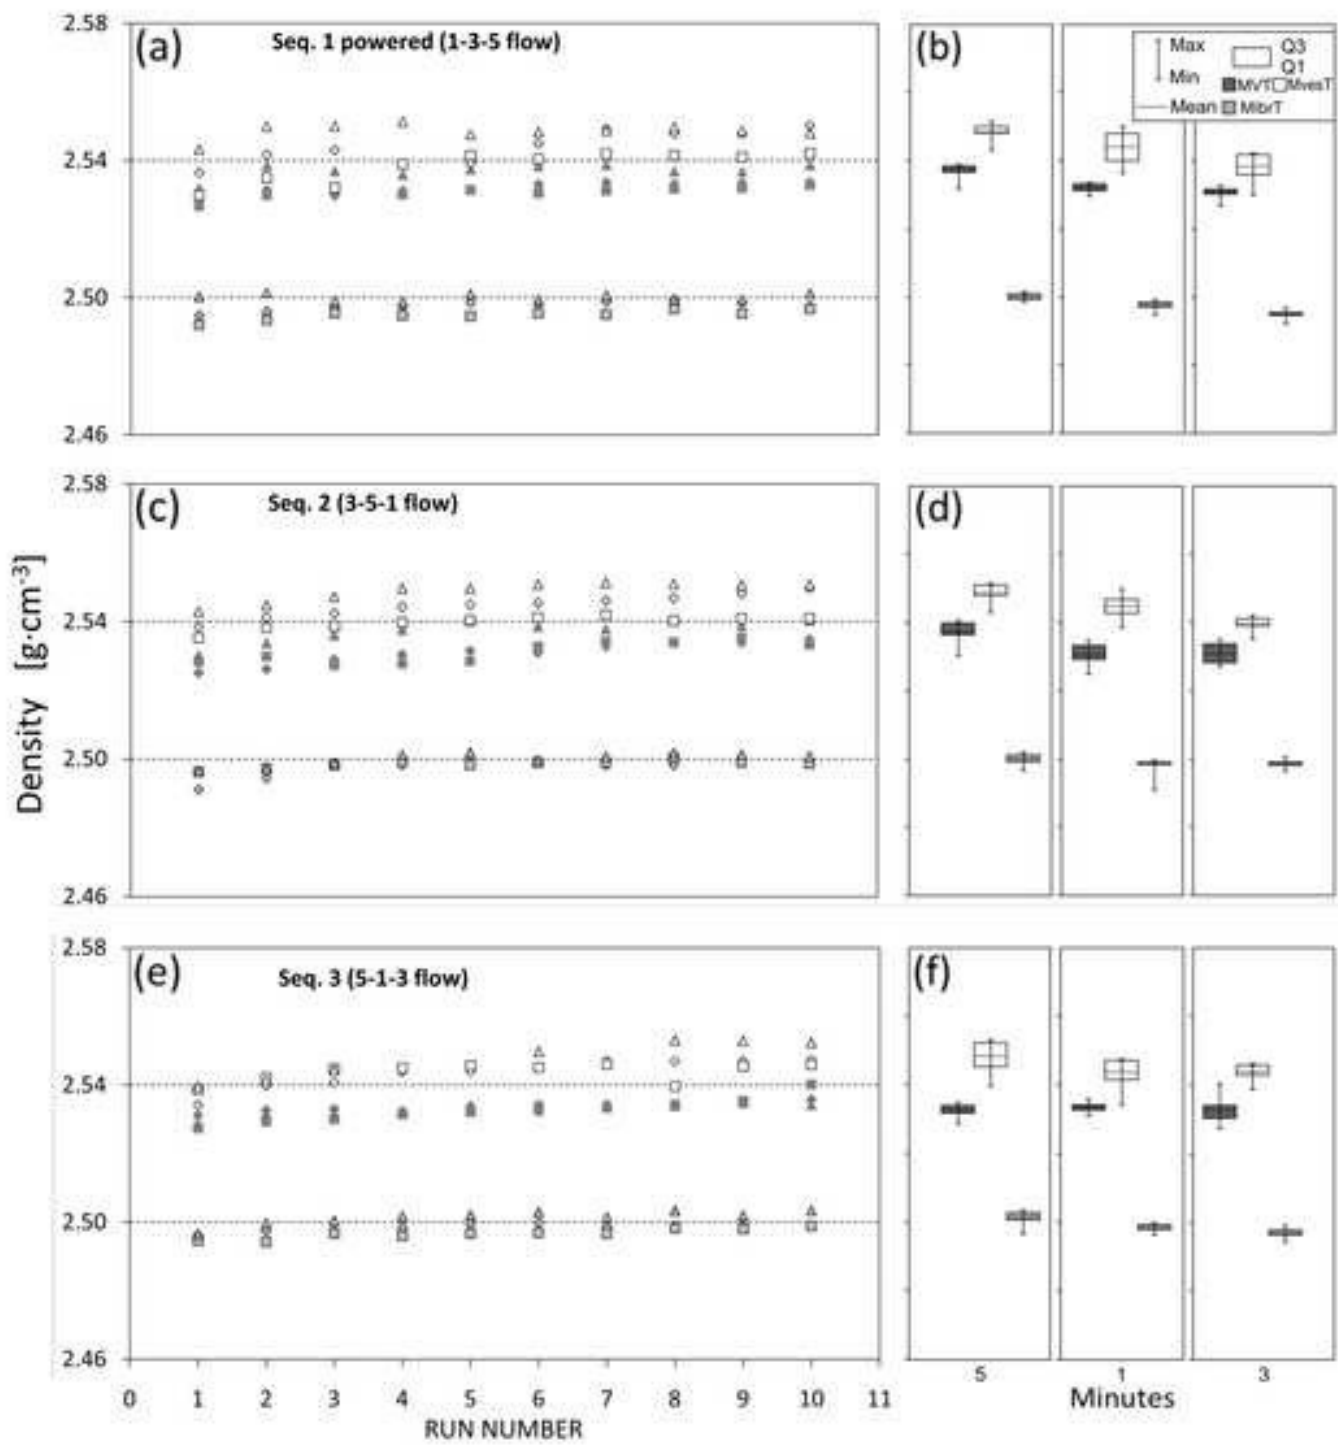 2.58
(a)
Seq. 1 powered (1-3-5 flow)
(b)
Max
Q3
Q1
Min
MVT
MvesT
Mean
MibrT
2.54
2.50
2.46
2.58
(c)
Seq. 2 (3-5-1 flow)
(d)
2.54
2.50
2.46
Density [g·cm⁻³]
2.58
(e)
Seq. 3 (5-1-3 flow)
(f)
2.54
2.50
2.46
0 1 2 3 4 5 6 7 8 9 10 11
RUN NUMBER
5 1 3
Minutes